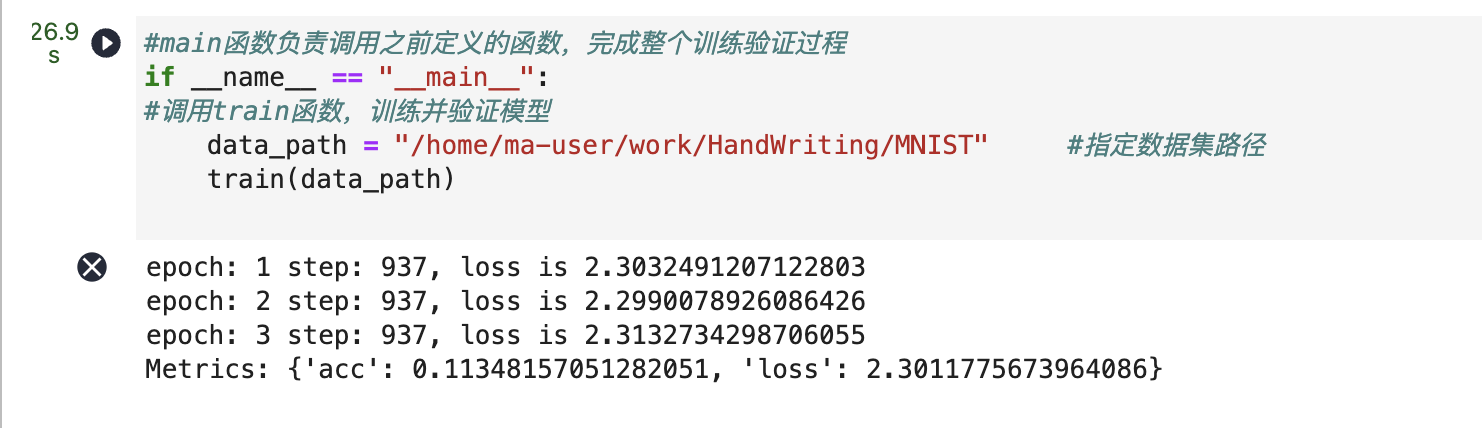 26.9
s
#main函数负责调用之前定义的函数，完成整个训练验证过程
if __name__ == "__main__":
#调用train函数，训练并验证模型
    data_path = "/home/ma-user/work/HandWriting/MNIST"     #指定数据集路径
    train(data_path)
epoch: 1 step: 937, loss is 2.3032491207122803
epoch: 2 step: 937, loss is 2.2990078926086426
epoch: 3 step: 937, loss is 2.3132734298706055
Metrics: {'acc': 0.11348157051282051, 'loss': 2.3011775673964086}